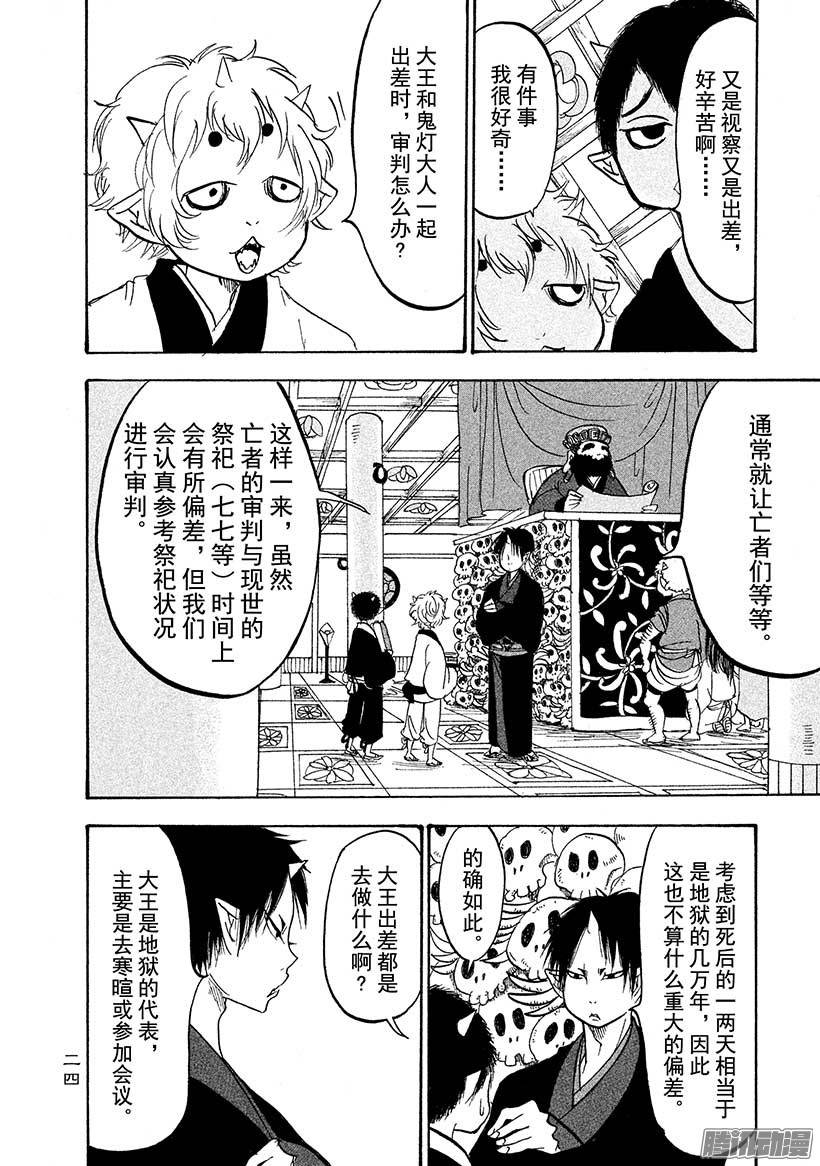 又是视察又是出差，
好辛苦啊……
有件事
我很好奇……
大王和鬼灯大人一起
出差时，审判怎么办？
通常就让亡者们等等。
这样一来，虽然
亡者的审判与现世的
祭祀（七七等）时间上
会有所偏差，但我们
会认真参考祭祀状况
进行审判。
考虑到死后的一两天相当于
是地狱的几万年，因此
这也不算什么重大的偏差。
的确如此。
大王出差都是
去做什么啊？
大王是地狱的代表，
主要是去寒暄或参加会议。
二四
腾讯动漫